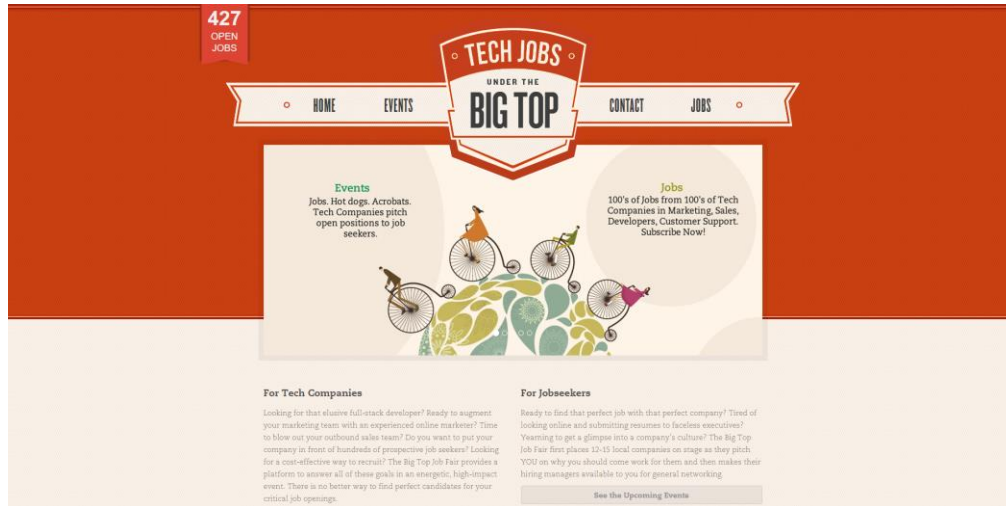 427
OPEN
JOBS
TECH JOBS
UNDER THE
BIG TOP
HOME
EVENTS
CONTACT
JOBS
Events
Jobs. Hot dogs. Acrobats.
Tech Companies pitch
open positions to job
seekers.
Jobs
100's of Jobs from 100's of Tech
Companies in Marketing, Sales,
Developers, Customer Support.
Subscribe Now!
For Tech Companies
Looking for that elusive full-stack developer? Ready to augment
your marketing team with an experienced online marketer? Time
to blow out your outbound sales team? Do you want to put your
company in front of hundreds of prospective job seekers? Looking
for a cost-effective way to recruit? The Big Top Job Fair provides a
platform to answer all of these goals in an energetic, high-impact
event. There is no better way to find perfect candidates for your
critical job openings.
For Jobseekers
Ready to find that perfect job with that perfect company? Tired of
looking online and submitting resumes to faceless executives?
Yearning to get a glimpse into a company's culture? The Big Top
Job Fair first places 12-15 local companies on stage as they pitch
YOU on why you should come work for them and then makes their
hiring managers available to you for general networking
See the Upcoming Events